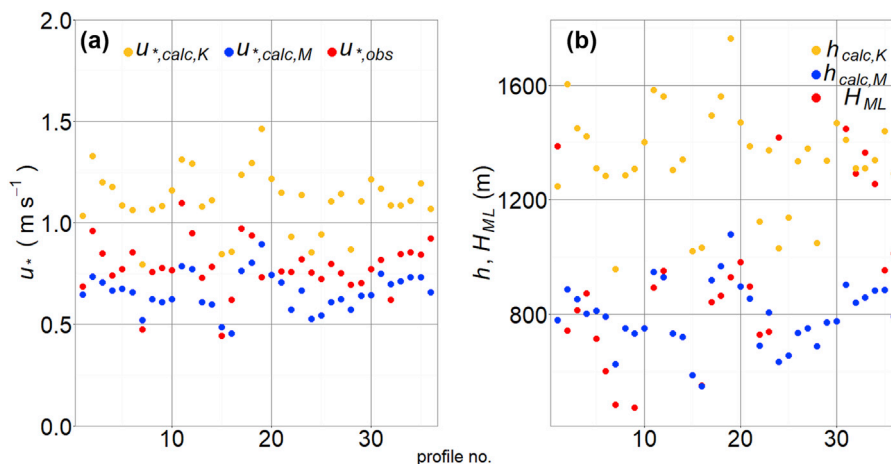 2.0
(a)
u*,calc,K
u*,calc,M
u*,obs
1.5
1.0
0.5
0.0
u* ( m s−1 )
10
20
30
profile no.
(b)
hcalc,K
hcalc,M
HML
1600
1200
800
h, HML (m)
10
20
30